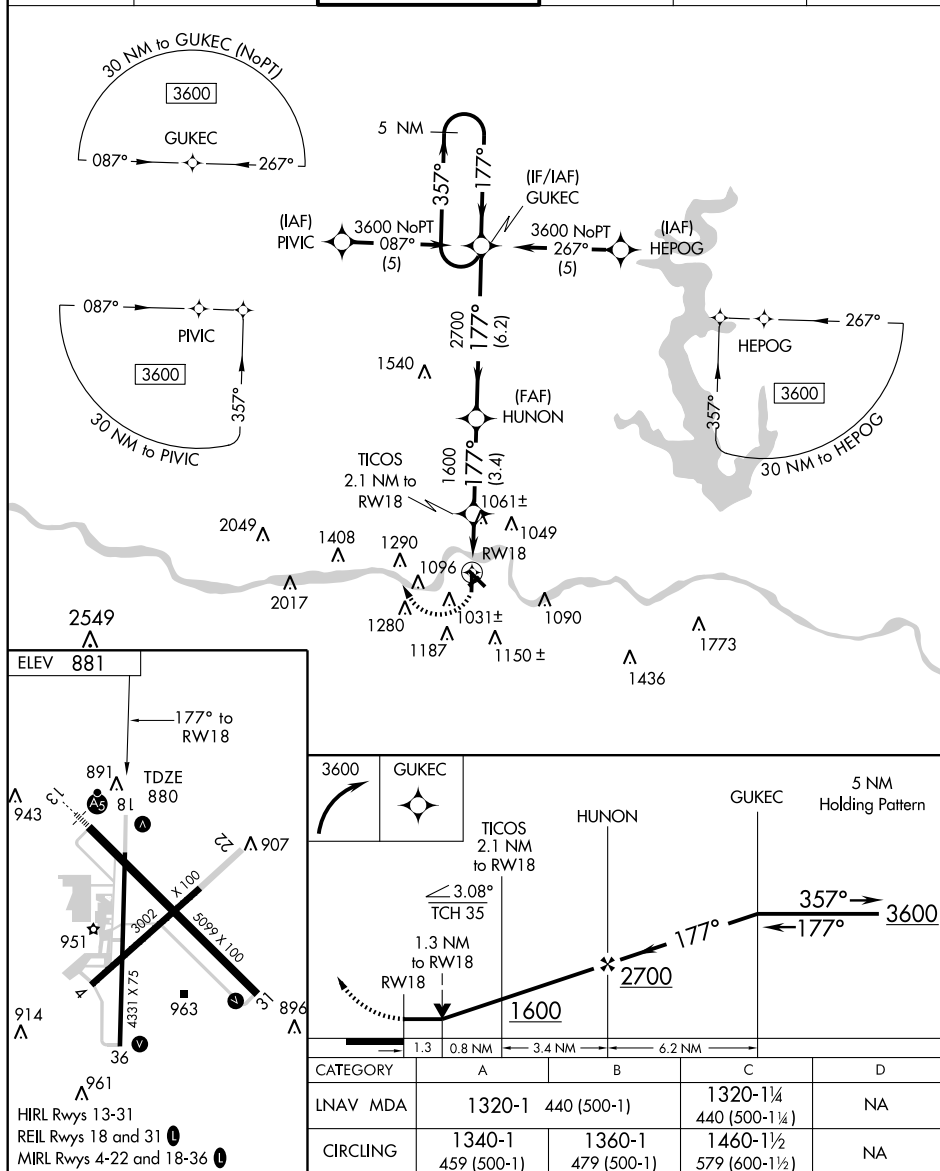 30 NM to GUKEC (NoPT)
3600
GUKEC
087°
267°
5 NM
357°
177°
(IF/IAF)
GUKEC
(IAF)
PIVIC
3600 NoPT
087°
(5)
3600 NoPT
267°
(5)
(IAF)
HEPOG
087°
PIVIC
3600
357°
30 NM to PIVIC
2700
177°
(6.2)
1540
(FAF)
HUNON
267°
HEPOG
3600
357°
30 NM to HEPOG
1600
177°
(3.4)
TICOS
2.1 NM to
RW18
1061±
1049
2049
1408
1290
1096
RW18
2017
1280
1031±
1090
1187
1150 ±
1773
1436
2549
ELEV 881
177° to
RW18
891
TDZE
880
A5
13
18
V
943
22
907
3002 X 100
5099 X 100
951
4331 X 75
4
963
V
31
896
914
36
V
961
HIRL Rwys 13-31
REIL Rwys 18 and 31 L
MIRL Rwys 4-22 and 18-36 L
3600
GUKEC
TICOS
2.1 NM
to RW18
HUNON
GUKEC
5 NM
Holding Pattern
3.08°
TCH 35
1.3 NM
to RW18
RW18
357°
177°
3600
177°
2700
1600
1.3
0.8 NM
3.4 NM
6.2 NM
CATEGORY A B C D
LNAV MDA 1320-1 440 (500-1) 1320-1¼ 440 (500-1¼) NA
CIRCLING 1340-1 459 (500-1) 1360-1 479 (500-1) 1460-1½ 579 (600-1½) NA